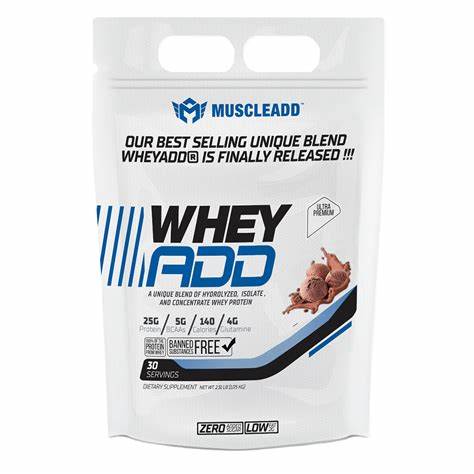 MUSCLEADD™
OUR BEST SELLING UNIQUE BLEND
WHEYADD® IS FINALLY RELEASED !!!
ULTRA
PREMIUM
WHEY
ADD
A UNIQUE BLEND OF HYDROLYZED, ISOLATE,
AND CONCENTRATE WHEY PROTEIN
25G / 5G / 140 / 4G
Protein / BCAAs / Calories / Glutamine
100% OF THE
PROTEIN
FROM WHEY
BANNED
SUBSTANCES FREE
30
SERVINGS
DIETARY SUPPLEMENT
ZERO
LOW